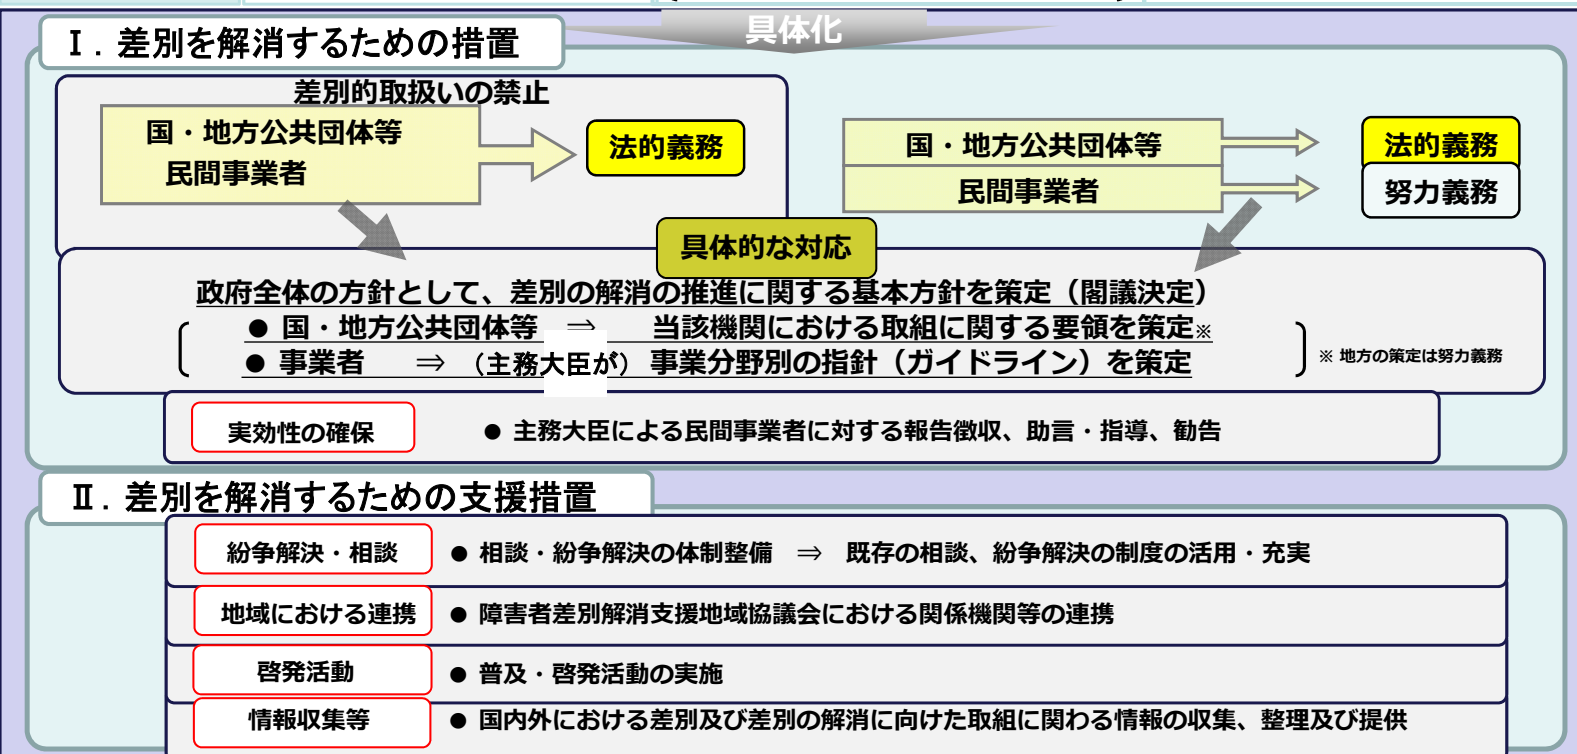 具体化
Ⅰ．差別を解消するための措置
差別的取扱いの禁止
国・地方公共団体等
民間事業者
法的義務
国・地方公共団体等
法的義務
民間事業者
努力義務
具体的な対応
政府全体の方針として、差別の解消の推進に関する基本方針を策定（閣議決定）
● 国・地方公共団体等　⇒　当該機関における取組に関する要領を策定※
● 事業者　⇒　（主務大臣が）事業分野別の指針（ガイドライン）を策定
※ 地方の策定は努力義務
実効性の確保
● 主務大臣による民間事業者に対する報告徴収、助言・指導、勧告
Ⅱ．差別を解消するための支援措置
紛争解決・相談
● 相談・紛争解決の体制整備　⇒　既存の相談、紛争解決の制度の活用・充実
地域における連携
● 障害者差別解消支援地域協議会における関係機関等の連携
啓発活動
● 普及・啓発活動の実施
情報収集等
● 国内外における差別及び差別の解消に向けた取組に関わる情報の収集、整理及び提供